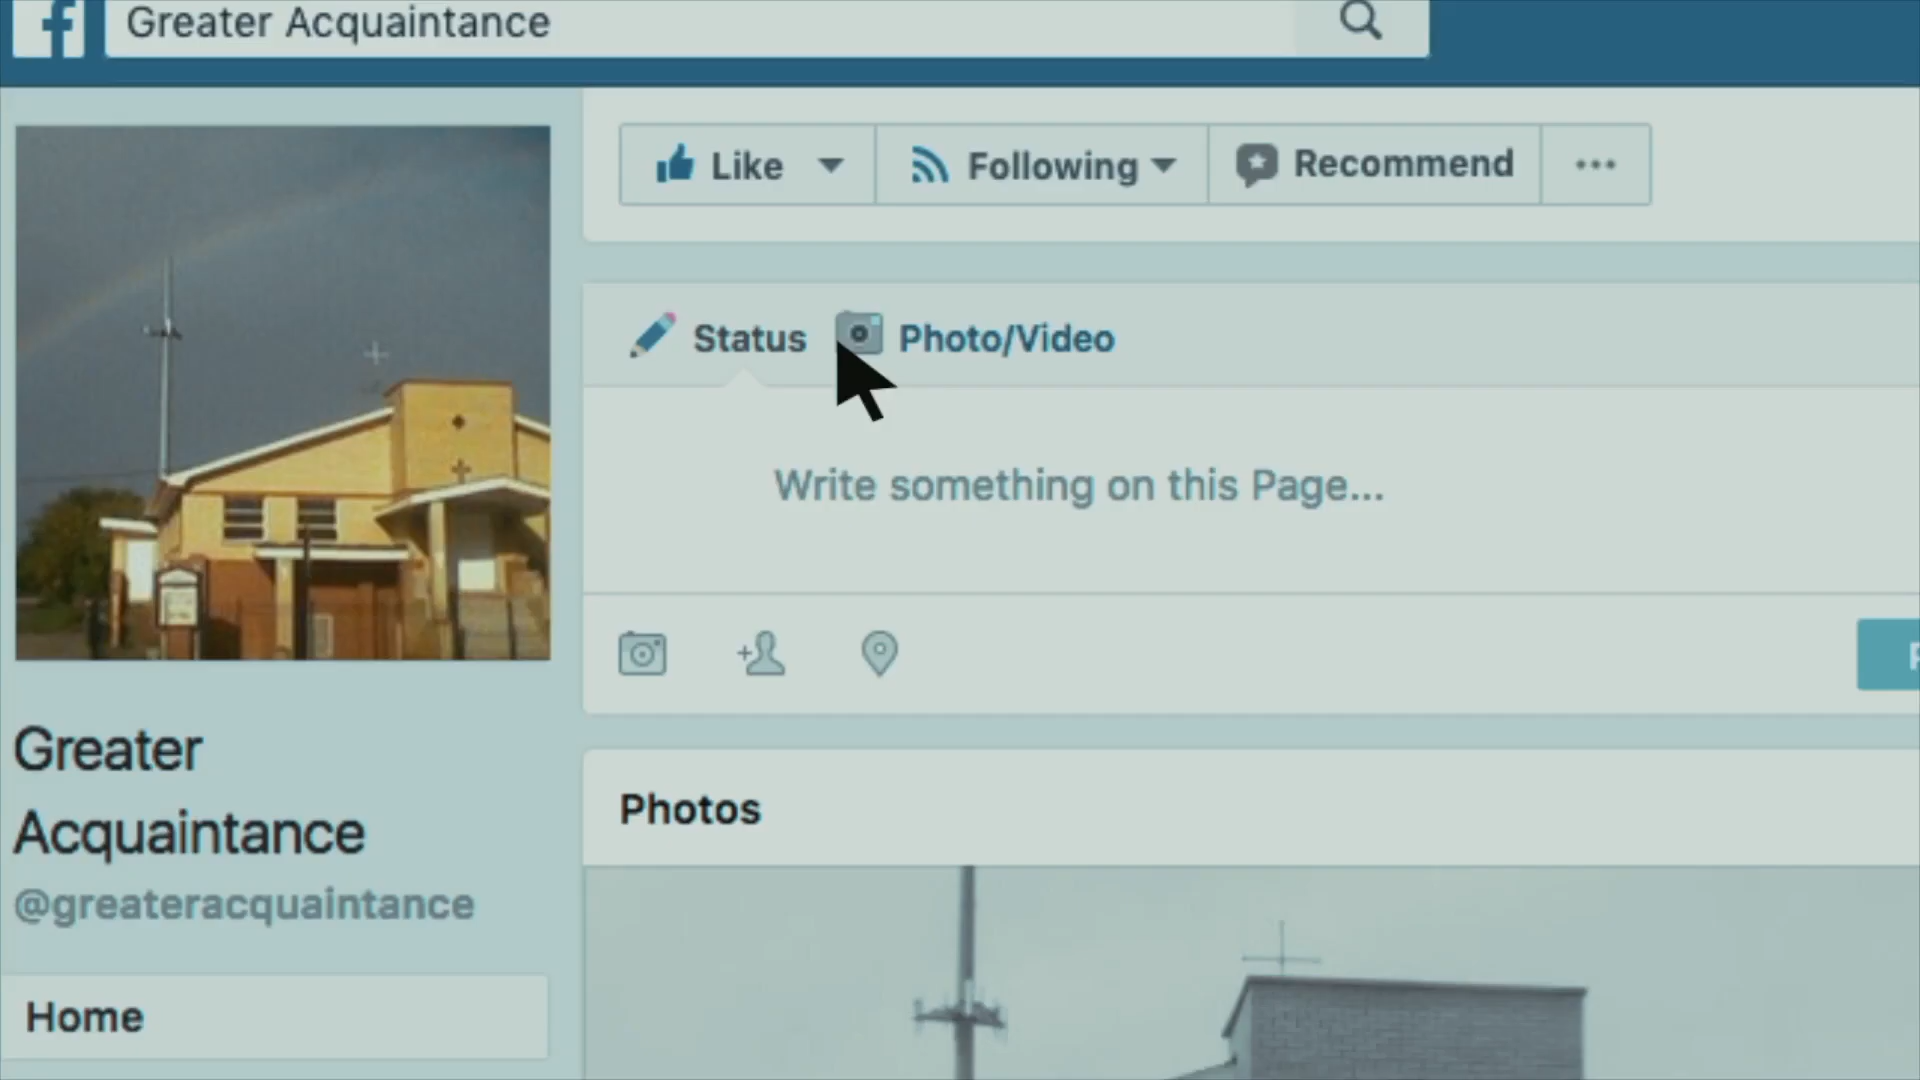 Greater Acquaintance
Like
Following
Recommend
Status
Photo/Video
Write something on this Page...
Greater
Acquaintance
@greateracquaintance
Photos
Home